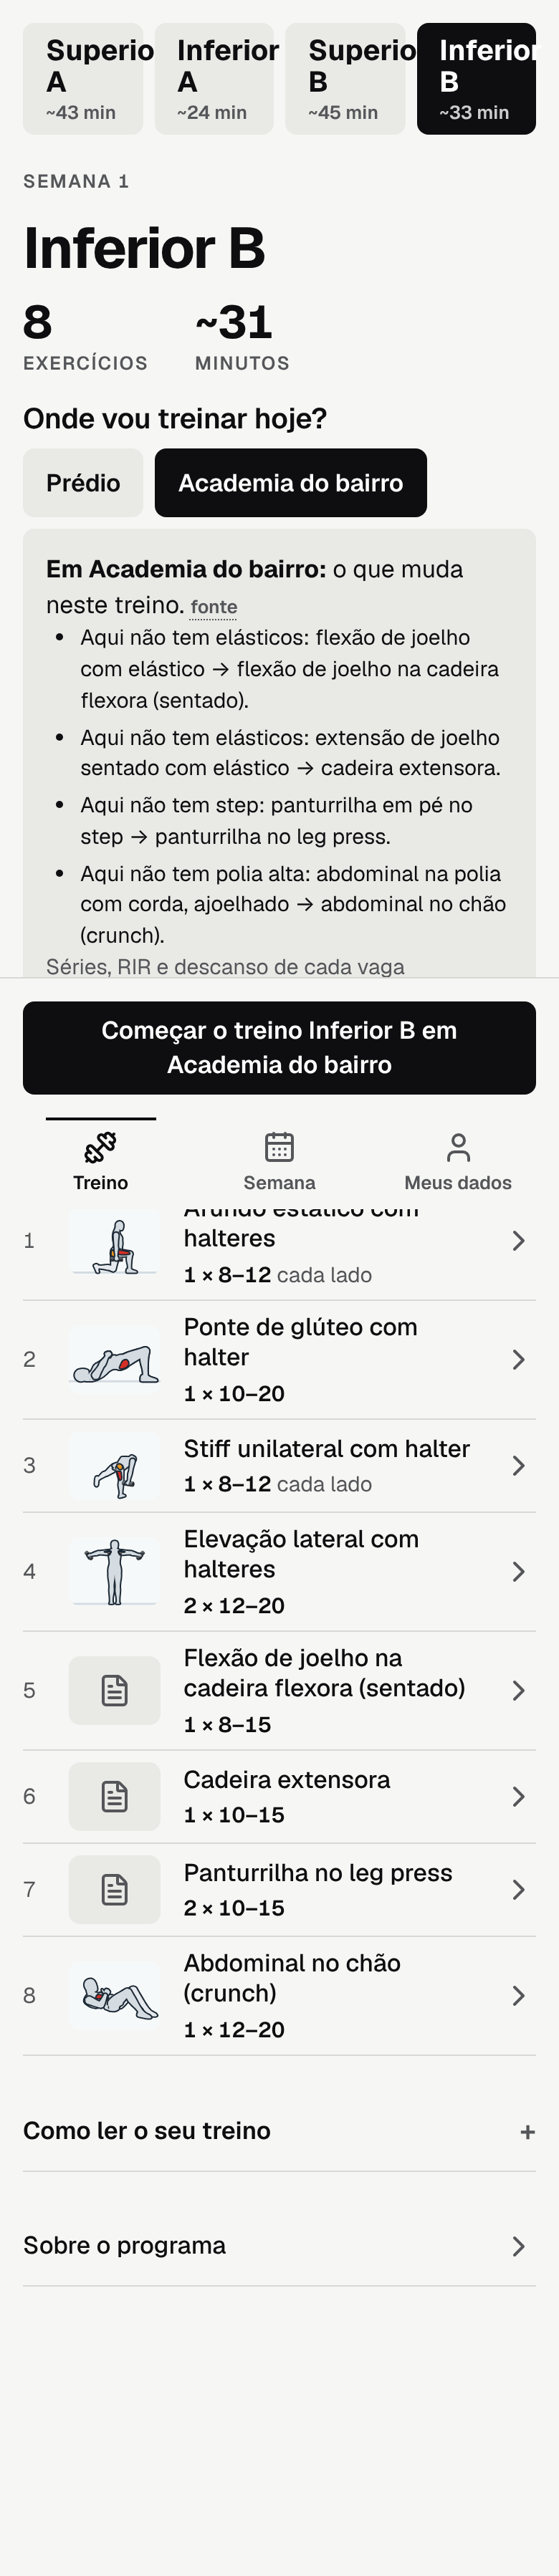 Superio
A
~43 min
Inferior
A
~24 min
Superio
B
~45 min
Inferior
B
~33 min
SEMANA 1
Inferior B
8
EXERCÍCIOS
~31
MINUTOS
Onde vou treinar hoje?
Prédio
Academia do bairro
Em Academia do bairro: o que muda
neste treino. fonte
• Aqui não tem elásticos: flexão de joelho
com elástico → flexão de joelho na cadeira
flexora (sentado).
• Aqui não tem elásticos: extensão de joelho
sentado com elástico → cadeira extensora.
• Aqui não tem step: panturrilha em pé no
step → panturrilha no leg press.
• Aqui não tem polia alta: abdominal na polia
com corda, ajoelhado → abdominal no chão
(crunch).
Séries, RIR e descanso de cada vaga
Começar o treino Inferior B em
Academia do bairro
Treino
Semana
Meus dados
1
Afundo estático com
halteres
1 × 8–12 cada lado
2
Ponte de glúteo com
halter
1 × 10–20
3
Stiff unilateral com halter
1 × 8–12 cada lado
4
Elevação lateral com
halteres
2 × 12–20
5
Flexão de joelho na
cadeira flexora (sentado)
1 × 8–15
6
Cadeira extensora
1 × 10–15
7
Panturrilha no leg press
2 × 10–15
8
Abdominal no chão
(crunch)
1 × 12–20
Como ler o seu treino
+
Sobre o programa